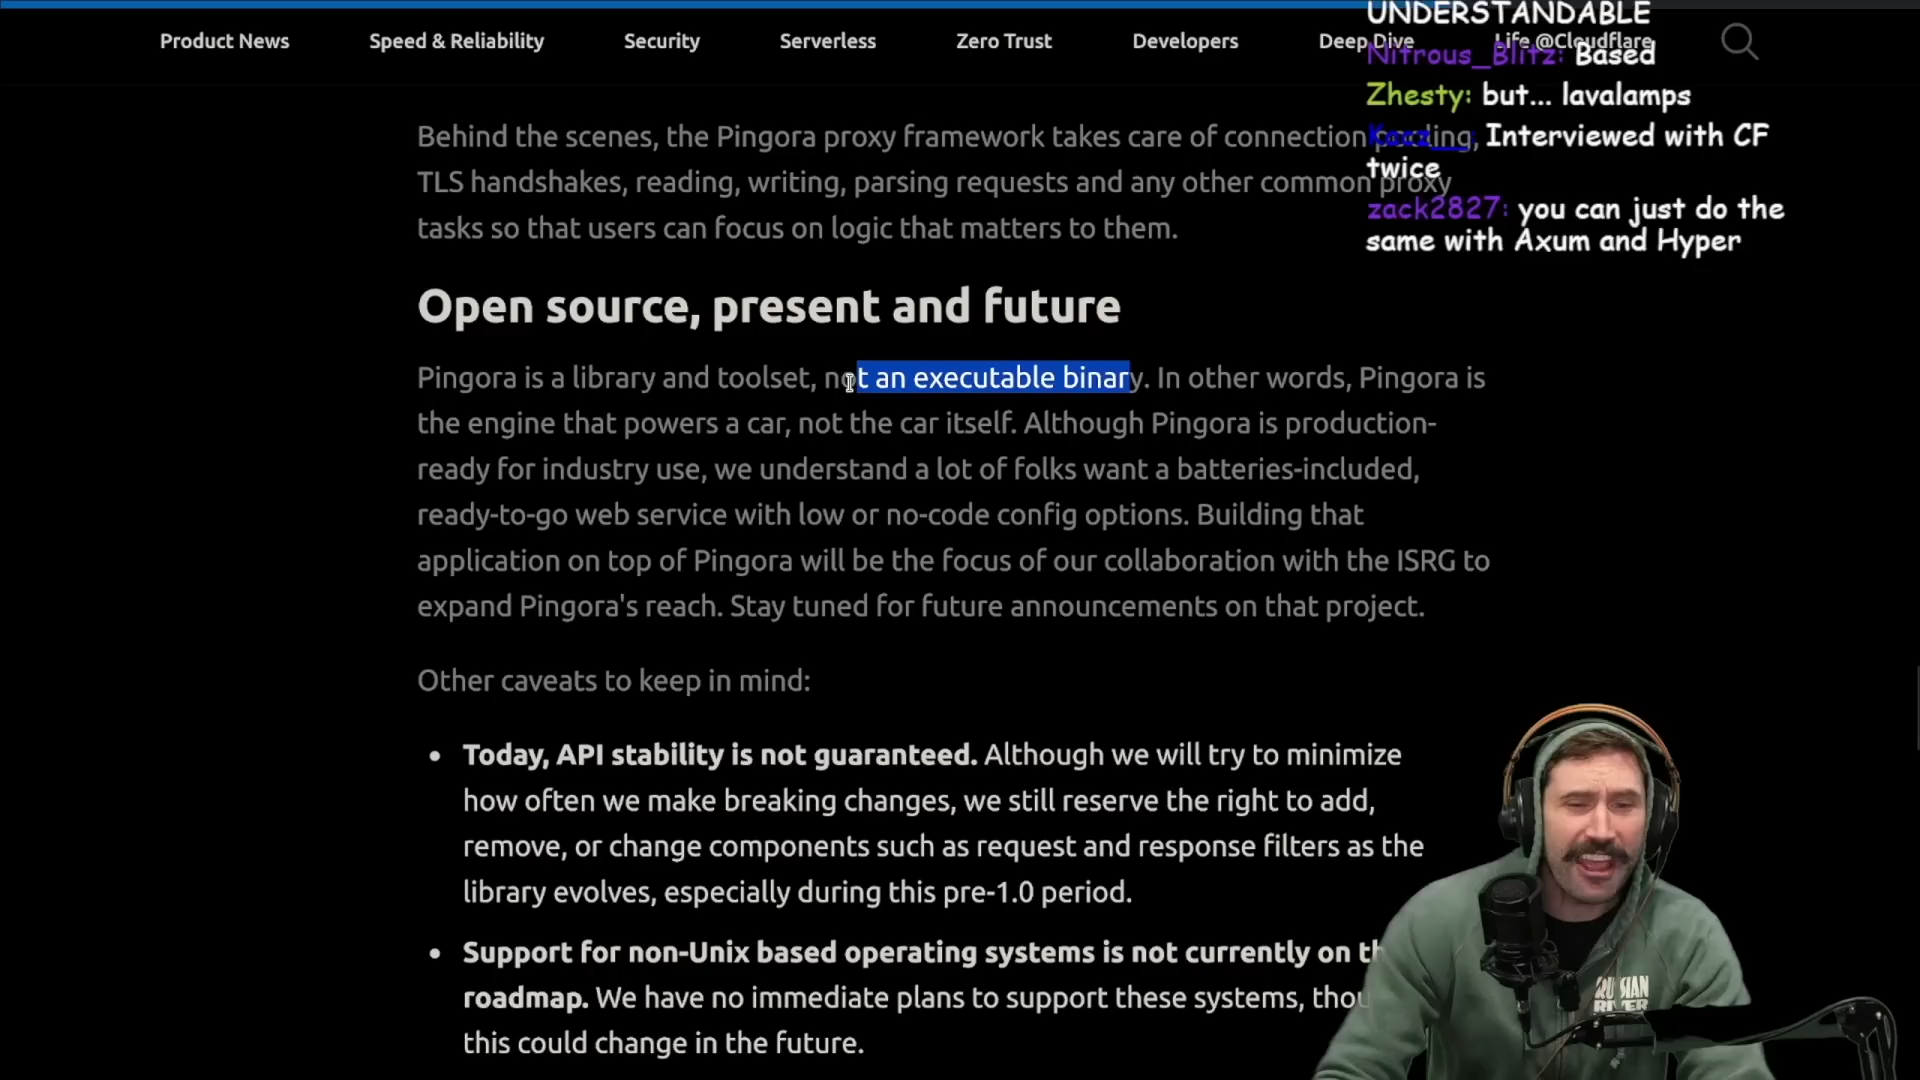 Product News
Speed & Reliability
Security
Serverless
Zero Trust
Developers
Deep Dive
Life @Cloudflare
UNDERSTANDABLE
Nitrous_Blitz: Based
Zhesty: but... lavalamps
Interviewed with CF
twice
zack2827: you can just do the
same with Axum and Hyper
Behind the scenes, the Pingora proxy framework takes care of connection pooling,
TLS handshakes, reading, writing, parsing requests and any other common proxy
tasks so that users can focus on logic that matters to them.
Open source, present and future
Pingora is a library and toolset, not an executable binary. In other words, Pingora is
the engine that powers a car, not the car itself. Although Pingora is production-
ready for industry use, we understand a lot of folks want a batteries-included,
ready-to-go web service with low or no-code config options. Building that
application on top of Pingora will be the focus of our collaboration with the ISRG to
expand Pingora's reach. Stay tuned for future announcements on that project.
Other caveats to keep in mind:
• Today, API stability is not guaranteed. Although we will try to minimize
how often we make breaking changes, we still reserve the right to add,
remove, or change components such as request and response filters as the
library evolves, especially during this pre-1.0 period.
• Support for non-Unix based operating systems is not currently on th
roadmap. We have no immediate plans to support these systems, thou
this could change in the future.
RIVER